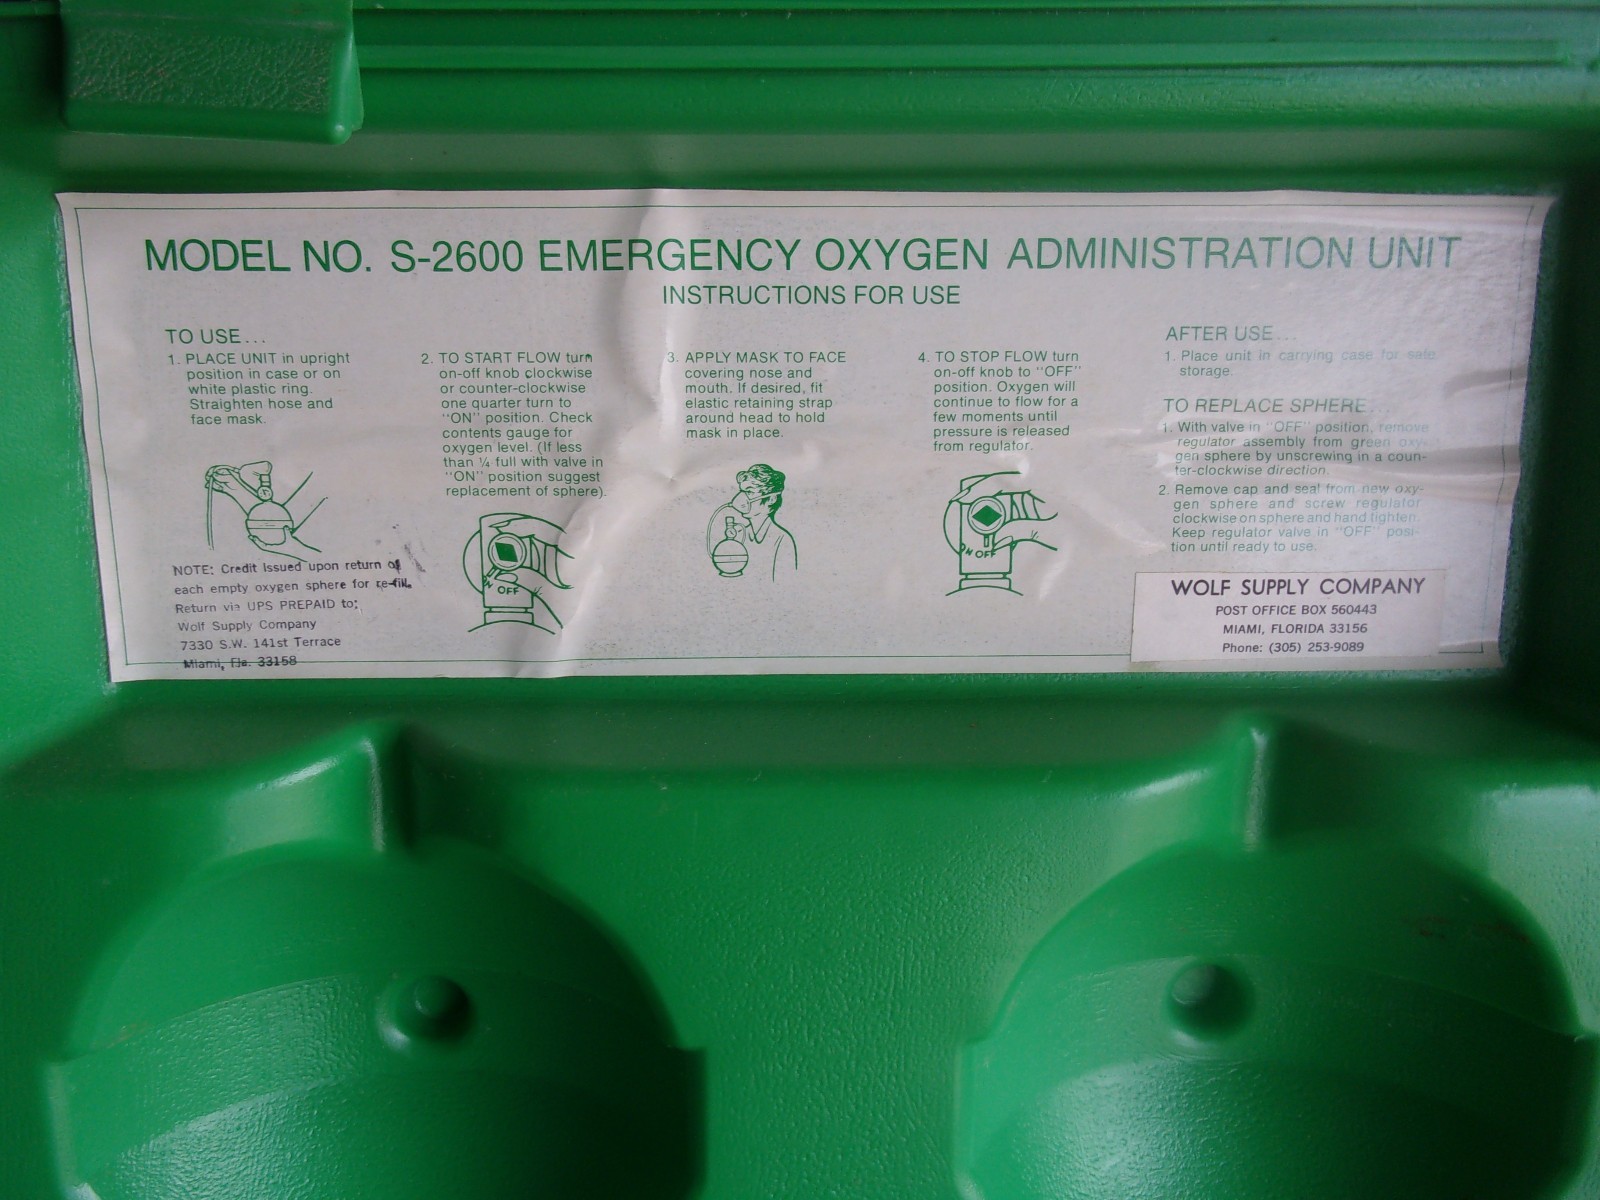 MODEL NO. S-2600 EMERGENCY OXYGEN ADMINISTRATION UNIT
INSTRUCTIONS FOR USE
TO USE...
1. PLACE UNIT in upright
position in case or on
white plastic ring.
Straighten hose and
face mask.
2. TO START FLOW turn
on-off knob clockwise
or counter-clockwise
one quarter turn to
"ON" position. Check
contents gauge for
oxygen level. (If less
than ¼ full with valve in
"ON" position suggest
replacement of sphere).
OFF
3. APPLY MASK TO FACE
covering nose and
mouth. If desired, fit
elastic retaining strap
around head to hold
mask in place.
4. TO STOP FLOW turn
on-off knob to "OFF"
position. Oxygen will
continue to flow for a
few moments until
pressure is released
from regulator.
OFF
AFTER USE...
1. Place unit in carrying case for safe
storage.
TO REPLACE SPHERE...
1. With valve in "OFF" position, remove
regulator assembly from green oxy-
gen sphere by unscrewing in a coun-
ter-clockwise direction.
2. Remove cap and seal from new oxy-
gen sphere and screw regulator
clockwise on sphere and hand tighten.
Keep regulator valve in "OFF" posi-
tion until ready to use.
NOTE: Credit Issued upon return of
each empty oxygen sphere for re-fill.
Return via UPS PREPAID to:
Wolf Supply Company
7330 S.W. 141st Terrace
Miami, Fla. 33158
WOLF SUPPLY COMPANY
POST OFFICE BOX 560443
MIAMI, FLORIDA 33156
Phone: (305) 253-9089